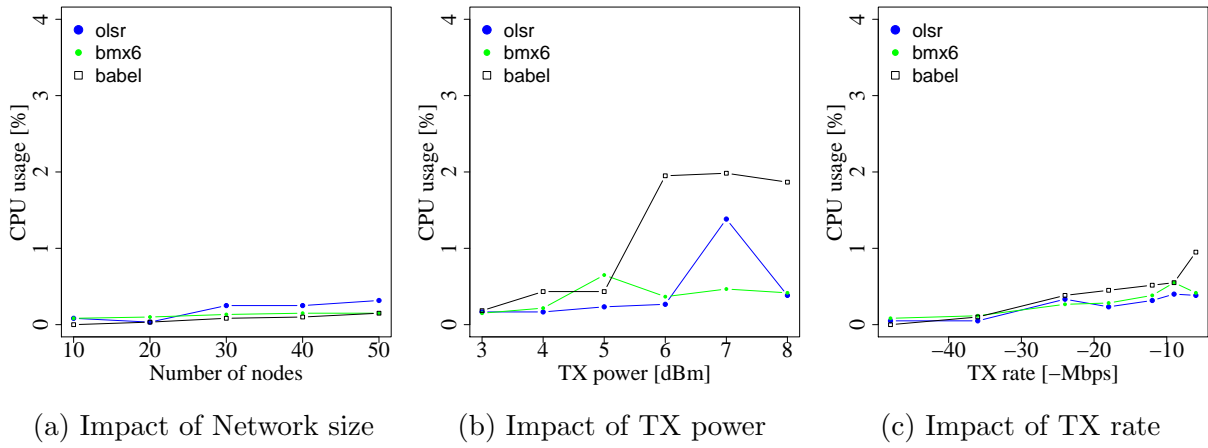 CPU usage [%]
4
3
2
1
0
olsr
bmx6
babel
10 20 30 40 50
Number of nodes
(a) Impact of Network size
CPU usage [%]
4
3
2
1
0
olsr
bmx6
babel
3 4 5 6 7 8
TX power [dBm]
(b) Impact of TX power
CPU usage [%]
4
3
2
1
0
olsr
bmx6
babel
−40 −30 −20 −10
TX rate [−Mbps]
(c) Impact of TX rate